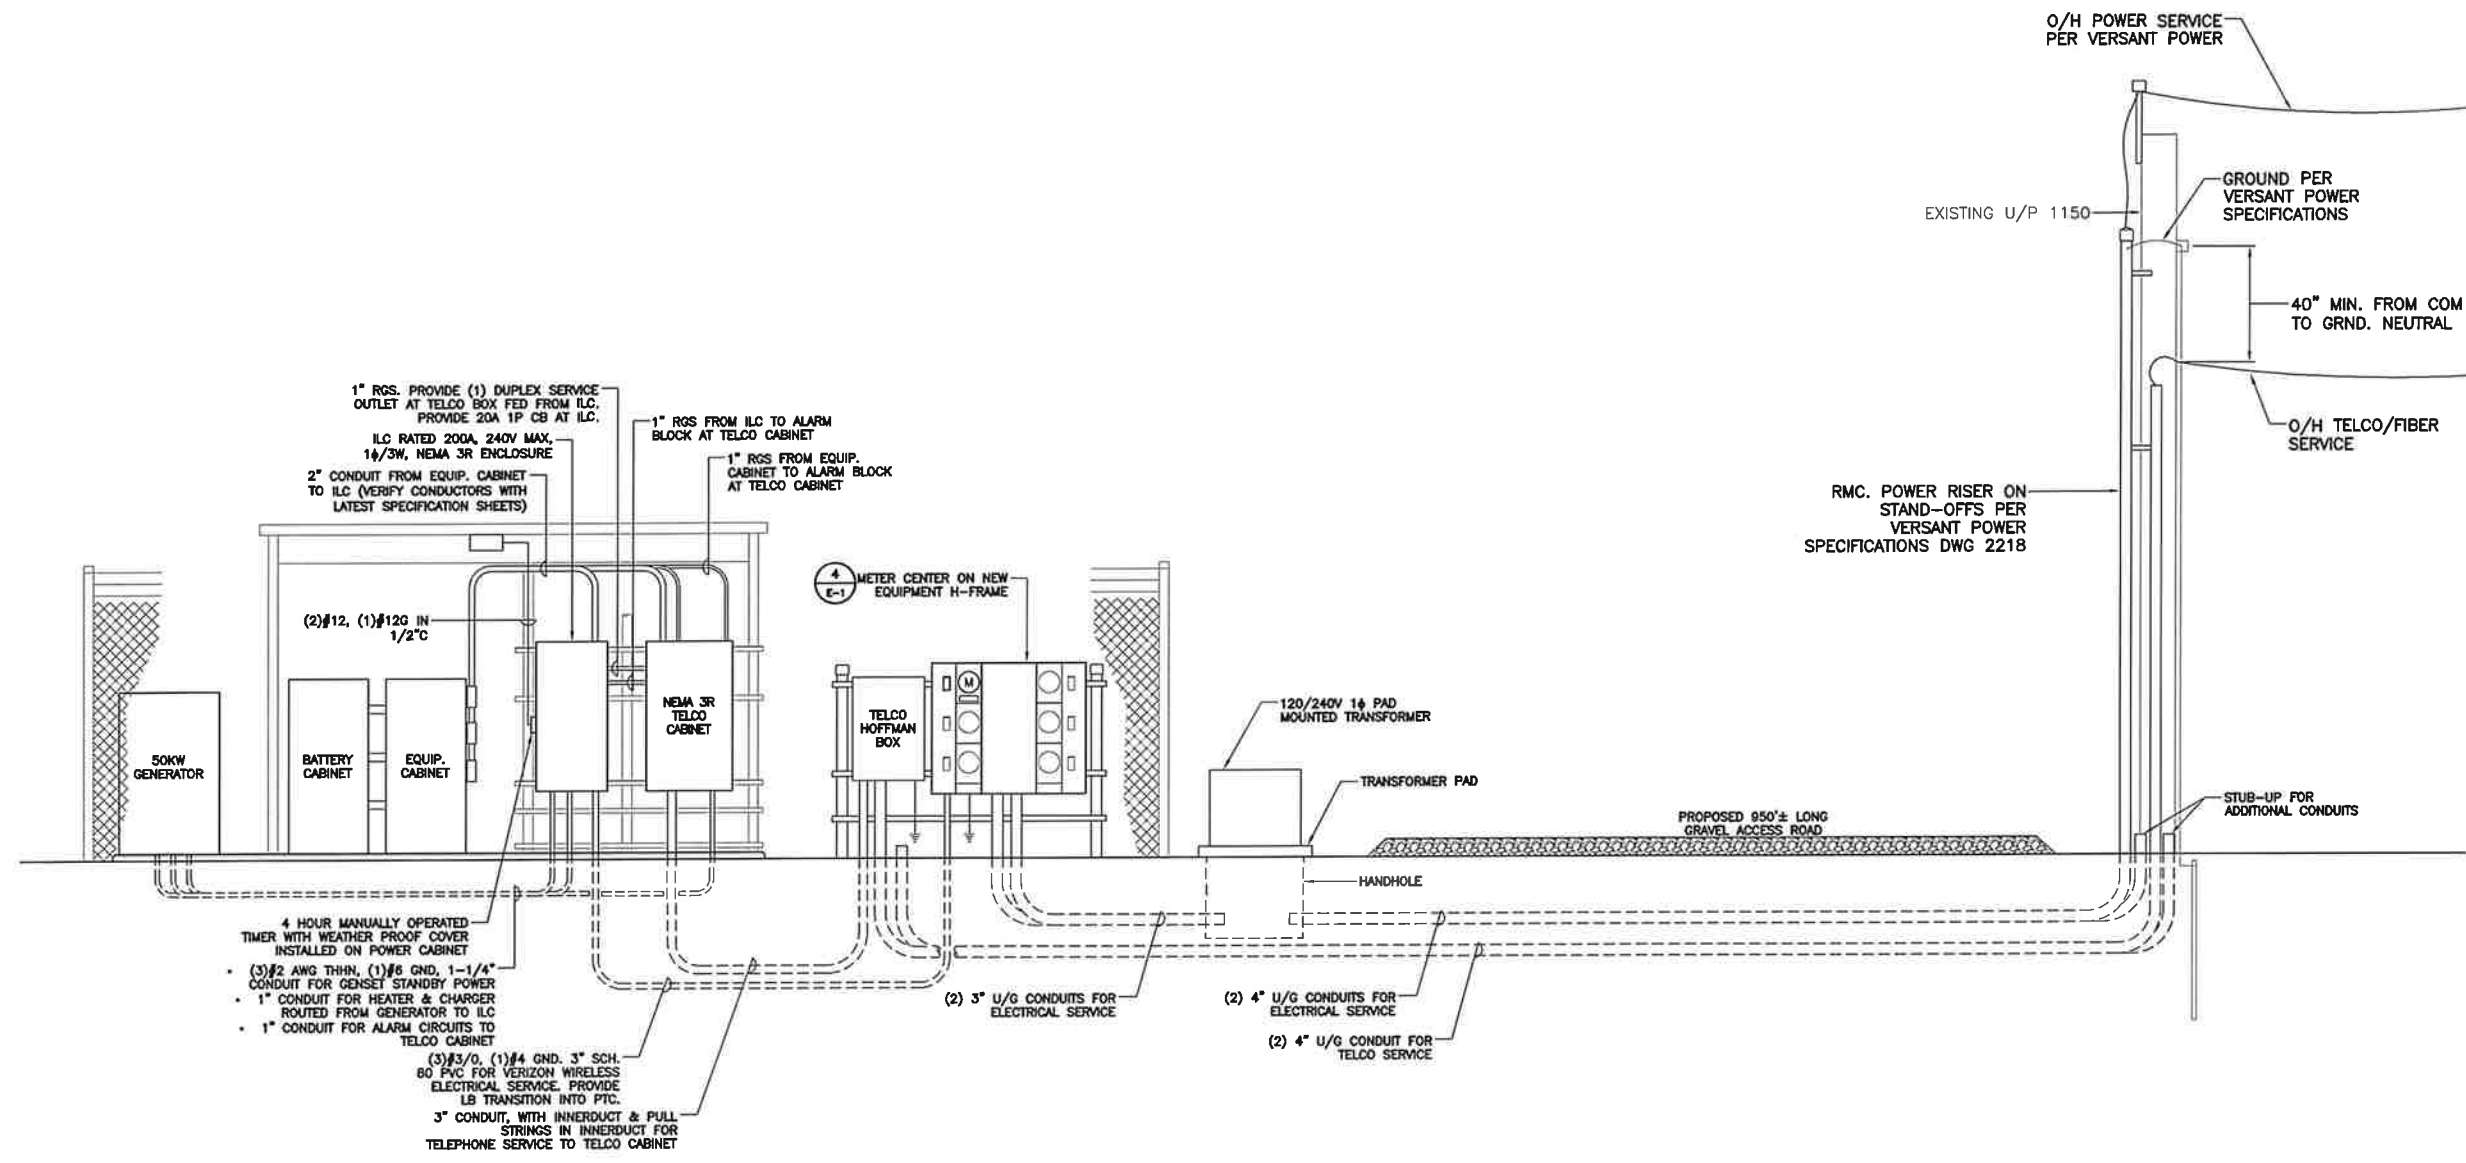 O/H POWER SERVICE
PER VERSANT POWER
GROUND PER
VERSANT POWER
SPECIFICATIONS
EXISTING U/P 1150
40" MIN. FROM COM
TO GRND. NEUTRAL
O/H TELCO/FIBER
SERVICE
RMC. POWER RISER ON
STAND-OFFS PER
VERSANT POWER
SPECIFICATIONS DWG 2218
1" RGS. PROVIDE (1) DUPLEX SERVICE
OUTLET AT TELCO BOX FED FROM ILC.
PROVIDE 20A 1P CB AT ILC.
ILC RATED 200A, 240V MAX,
1ϕ/3W, NEMA 3R ENCLOSURE
2" CONDUIT FROM EQUIP. CABINET
TO ILC (VERIFY CONDUCTORS WITH
LATEST SPECIFICATION SHEETS)
1" RGS FROM ILC TO ALARM
BLOCK AT TELCO CABINET
1" RGS FROM EQUIP.
CABINET TO ALARM BLOCK
AT TELCO CABINET
(2)#12, (1)#12G IN
1/2"C
4
E-1
METER CENTER ON NEW
EQUIPMENT H-FRAME
50KW
GENERATOR
BATTERY
CABINET
EQUIP.
CABINET
NEMA 3R
TELCO
CABINET
TELCO
HOFFMAN
BOX
M
120/240V 1ϕ PAD
MOUNTED TRANSFORMER
TRANSFORMER PAD
PROPOSED 950'± LONG
GRAVEL ACCESS ROAD
STUB-UP FOR
ADDITIONAL CONDUITS
HANDHOLE
4 HOUR MANUALLY OPERATED
TIMER WITH WEATHER PROOF COVER
INSTALLED ON POWER CABINET
• (3)#2 AWG THHN, (1)#6 GND, 1-1/4"
CONDUIT FOR GENSET STANDBY POWER
• 1" CONDUIT FOR HEATER & CHARGER
ROUTED FROM GENERATOR TO ILC
• 1" CONDUIT FOR ALARM CIRCUITS TO
TELCO CABINET
(3)#3/0, (1)#4 GND. 3" SCH.
80 PVC FOR VERIZON WIRELESS
ELECTRICAL SERVICE. PROVIDE
LB TRANSITION INTO PTC.
3" CONDUIT, WITH INNERDUCT & PULL
STRINGS IN INNERDUCT FOR
TELEPHONE SERVICE TO TELCO CABINET
(2) 3" U/G CONDUITS FOR
ELECTRICAL SERVICE
(2) 4" U/G CONDUITS FOR
ELECTRICAL SERVICE
(2) 4" U/G CONDUIT FOR
TELCO SERVICE